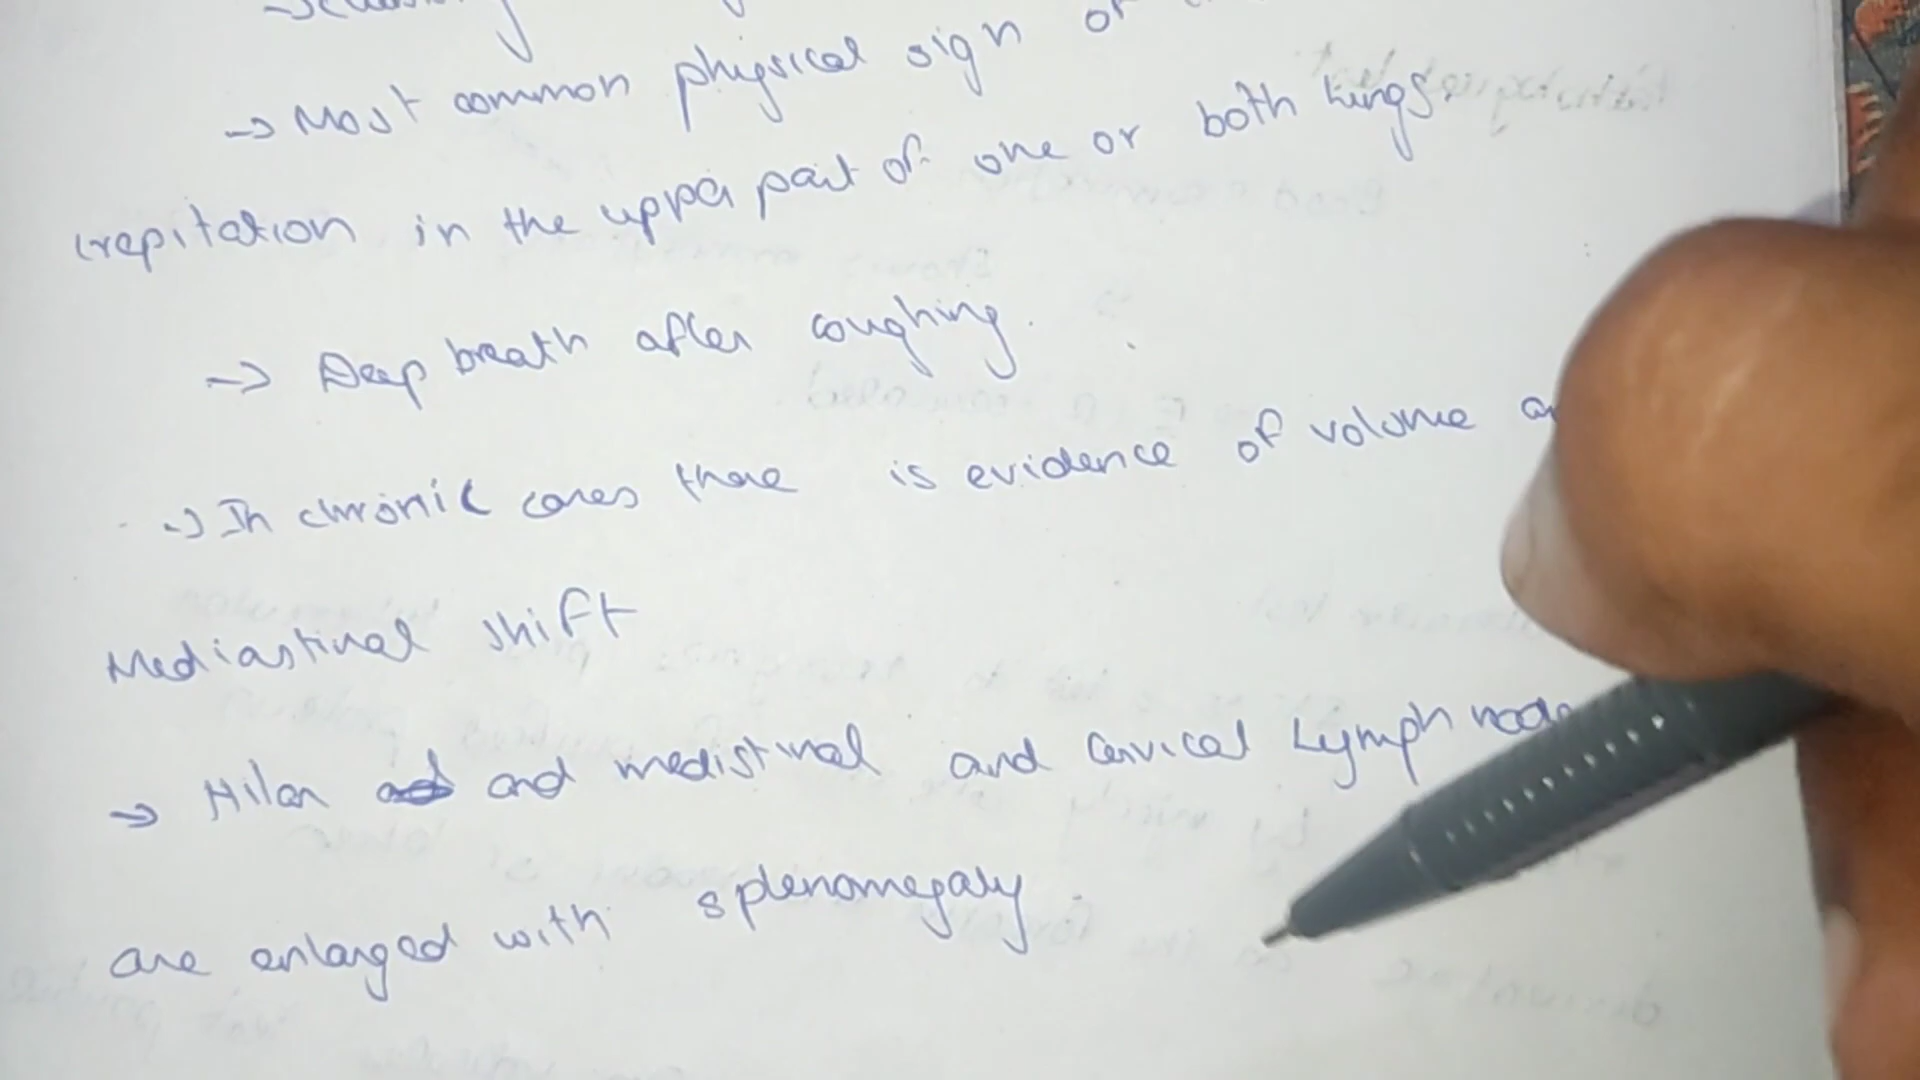 → Most common physical sign of
crepitation in the upper part of one or both lungs.
→ Deep breath after coughing.
→ In chronic cases there is evidence of volume
Mediastinal shift
→ Hilar and medistinal and cervical Lymph node
are enlarged with splenomegaly.